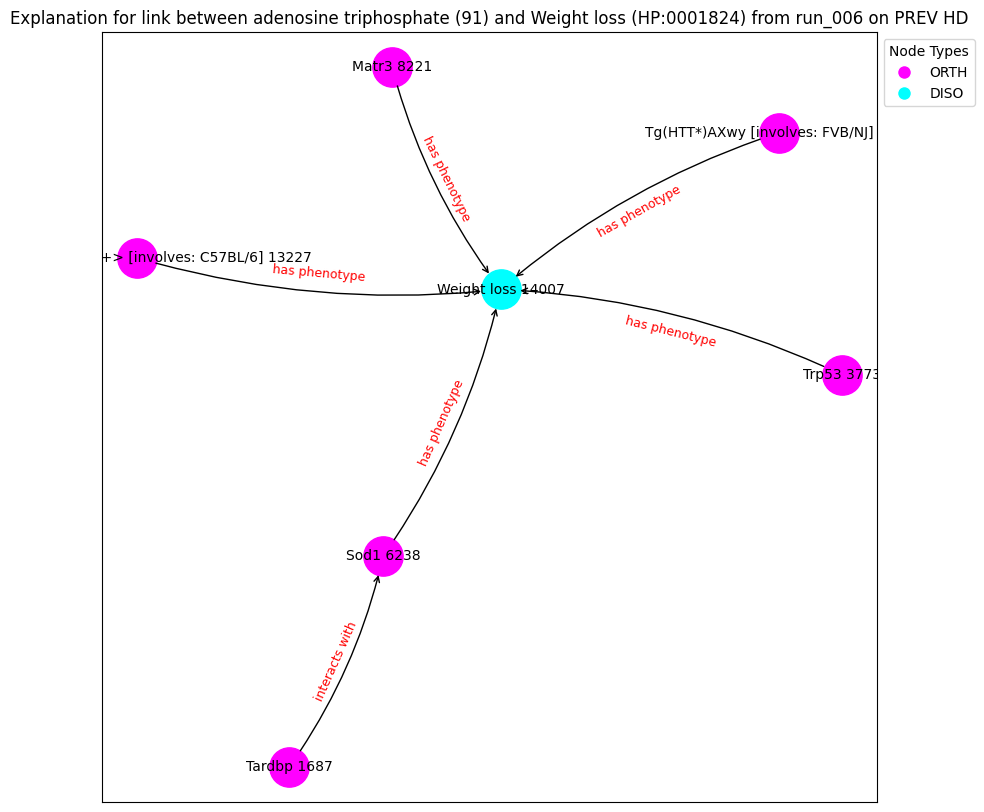 Explanation for link between adenosine triphosphate (91) and Weight loss (HP:0001824) from run_006 on PREV HD
Node Types
ORTH
DISO
Matr3 8221
Tg(HTT*)AXwy [involves: FVB/NJ]
has phenotype
has phenotype
+> [involves: C57BL/6] 13227
has phenotype
Weight loss 14007
has phenotype
Trp53 3773
has phenotype
Sod1 6238
interacts with
Tardbp 1687